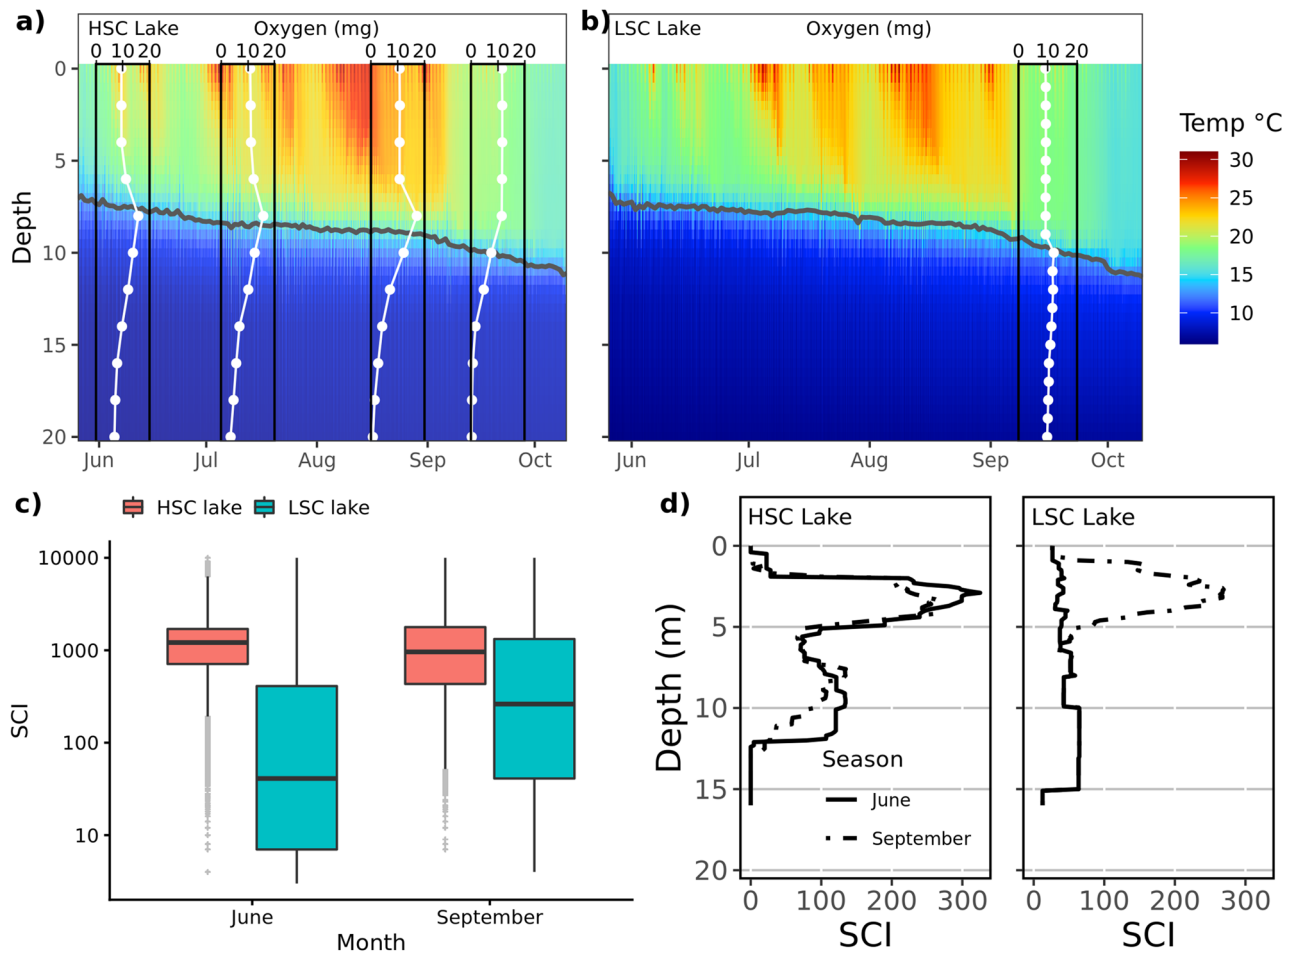 a)
HSC Lake
Oxygen (mg)
0 10 20 0 10 20 0 10 20 0 10 20
0
5
10
15
20
Depth
Jun Jul Aug Sep Oct
b)
LSC Lake
Oxygen (mg)
0 10 20
Jun Jul Aug Sep Oct
Temp °C
30
25
20
15
10
c)
HSC lake LSC lake
10000
1000
100
10
SCI
June September
Month
d)
HSC Lake
LSC Lake
0
5
10
15
20
Depth (m)
Season
June
September
0 100 200 300
0 100 200 300
SCI
SCI